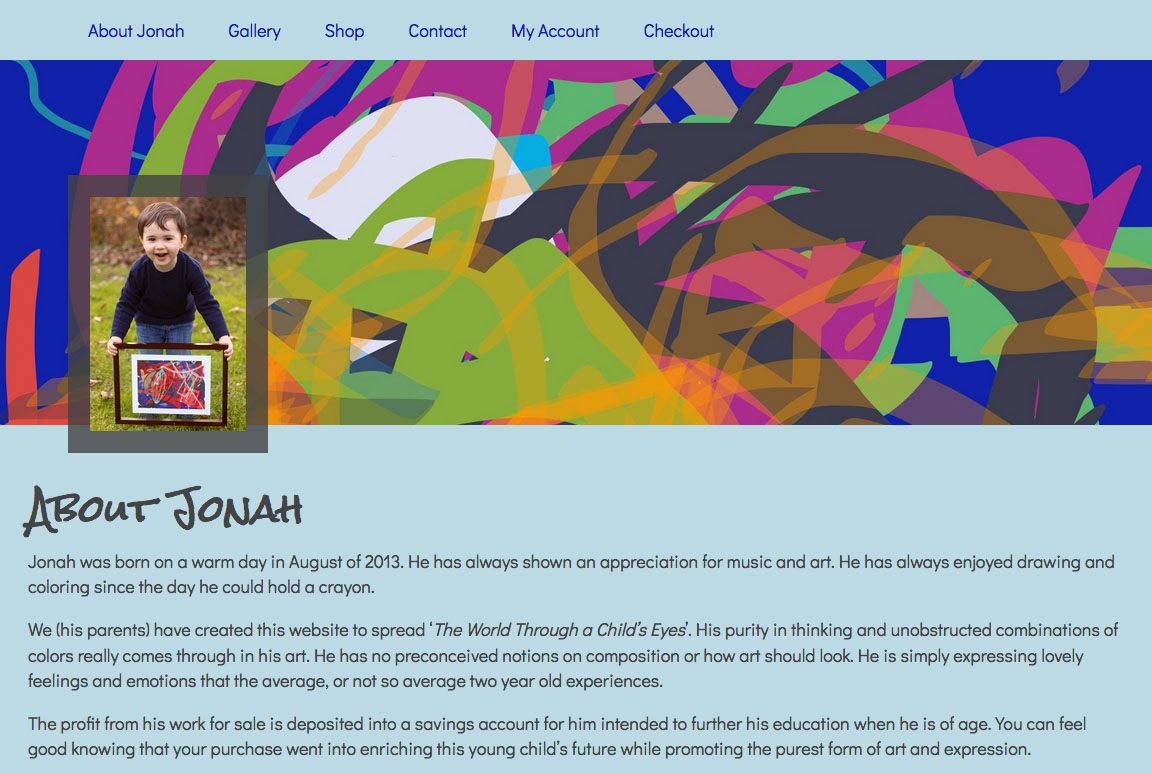 About Jonah Gallery Shop Contact My Account Checkout
About Jonah
Jonah was born on a warm day in August of 2013. He has always shown an appreciation for music and art. He has always enjoyed drawing and
coloring since the day he could hold a crayon.
We (his parents) have created this website to spread ‘The World Through a Child’s Eyes’. His purity in thinking and unobstructed combinations of
colors really comes through in his art. He has no preconceived notions on composition or how art should look. He is simply expressing lovely
feelings and emotions that the average, or not so average two year old experiences.
The profit from his work for sale is deposited into a savings account for him intended to further his education when he is of age. You can feel
good knowing that your purchase went into enriching this young child’s future while promoting the purest form of art and expression.